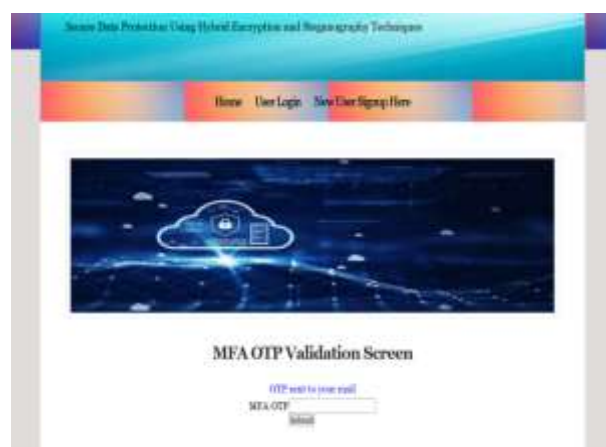 Secure Data Protection Using Hybrid Encryption and Steganography Techniques
Home User Login New User Signup Here
MFA OTP Validation Screen
OTP sent to your mail
MFA OTP
Submit